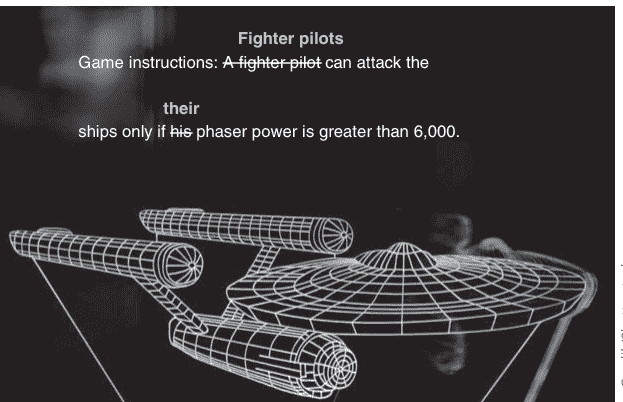 Fighter pilots
Game instructions: A fighter pilot can attack the
their
ships only if his phaser power is greater than 6,000.